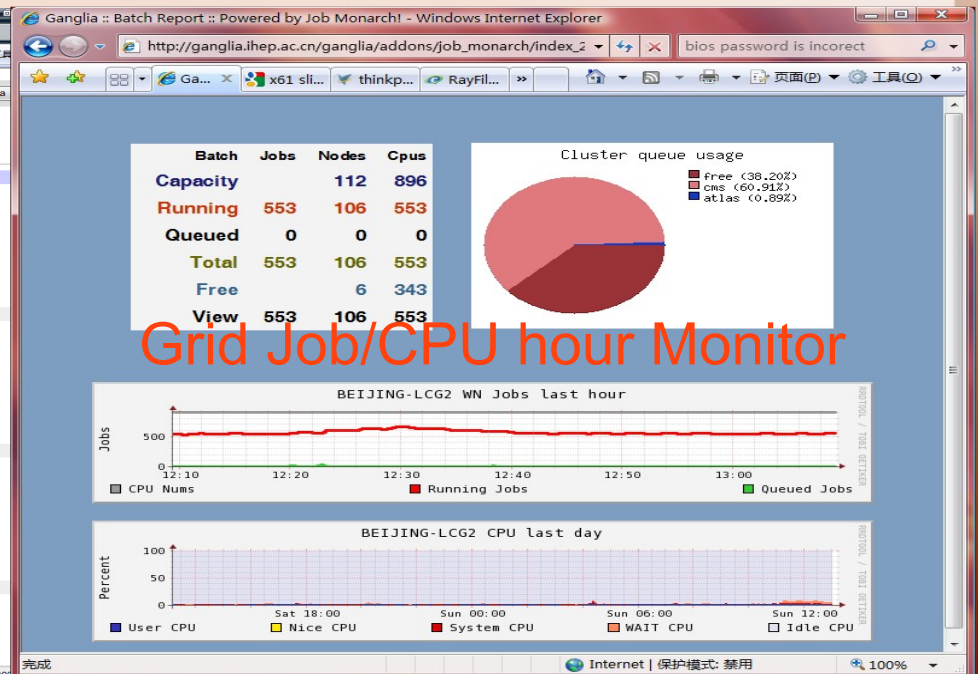 Ganglia :: Batch Report :: Powered by Job Monarch! - Windows Internet Explorer
http://ganglia.ihep.ac.cn/ganglia/addons/job_monarch/index_2
bios password is incorect
Ga... x61 sli... thinkp... RayFil... »
页面(P) 工具(O) »
Batch Jobs Nodes Cpus
Capacity 112 896
Running 553 106 553
Queued 0 0 0
Total 553 106 553
Free 6 343
View 553 106 553
Cluster queue usage
free (38.20%)
cms (60.91%)
atlas (0.89%)
Grid Job/CPU hour Monitor
BEIJING-LCG2 WN Jobs last hour
RRDTOOL / TOBI OETIKER
Jobs
500
0
12:10 12:20 12:30 12:40 12:50 13:00
CPU Nums Running Jobs Queued Jobs
BEIJING-LCG2 CPU last day
RRDTOOL / TOBI OETIKER
Percent
100
50
0
Sat 18:00 Sun 00:00 Sun 06:00 Sun 12:00
User CPU Nice CPU System CPU WAIT CPU Idle CPU
完成
Internet | 保护模式: 禁用
100%